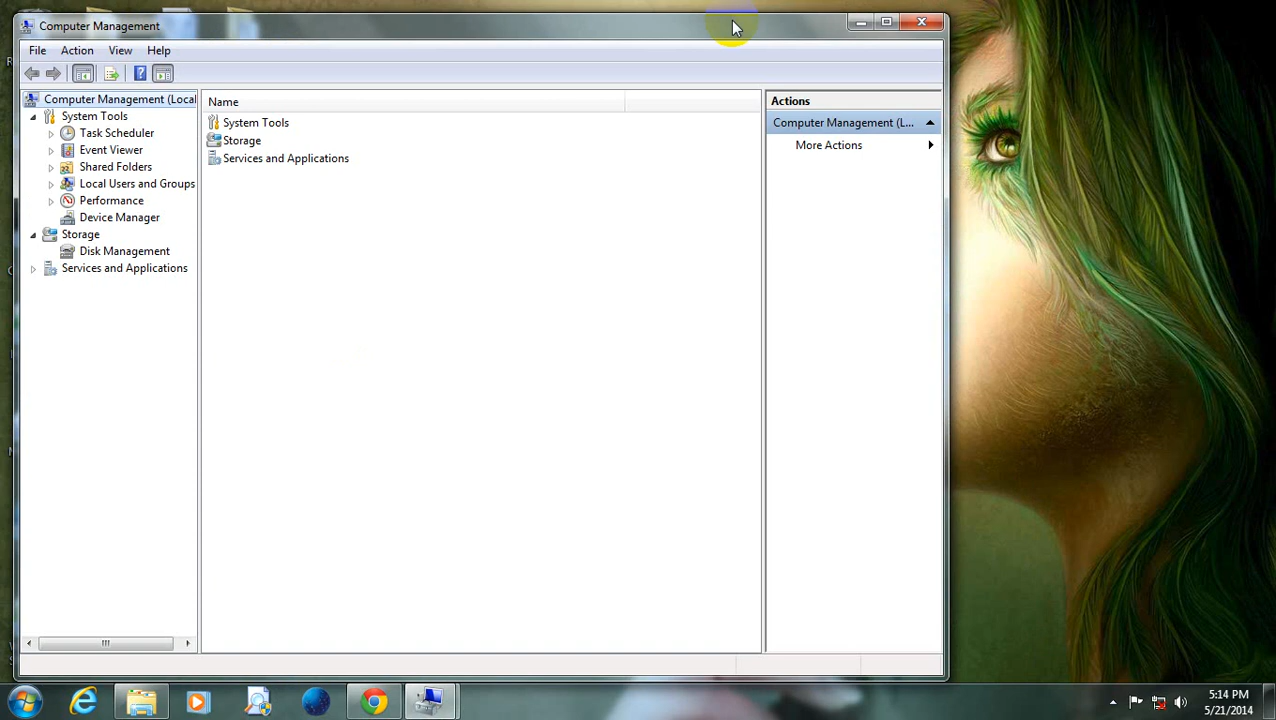 Computer Management
File Action View Help
Computer Management (Local
System Tools
Task Scheduler
Event Viewer
Shared Folders
Local Users and Groups
Performance
Device Manager
Storage
Disk Management
Services and Applications
Name
System Tools
Storage
Services and Applications
Actions
Computer Management (L...
More Actions
5:14 PM
5/21/2014